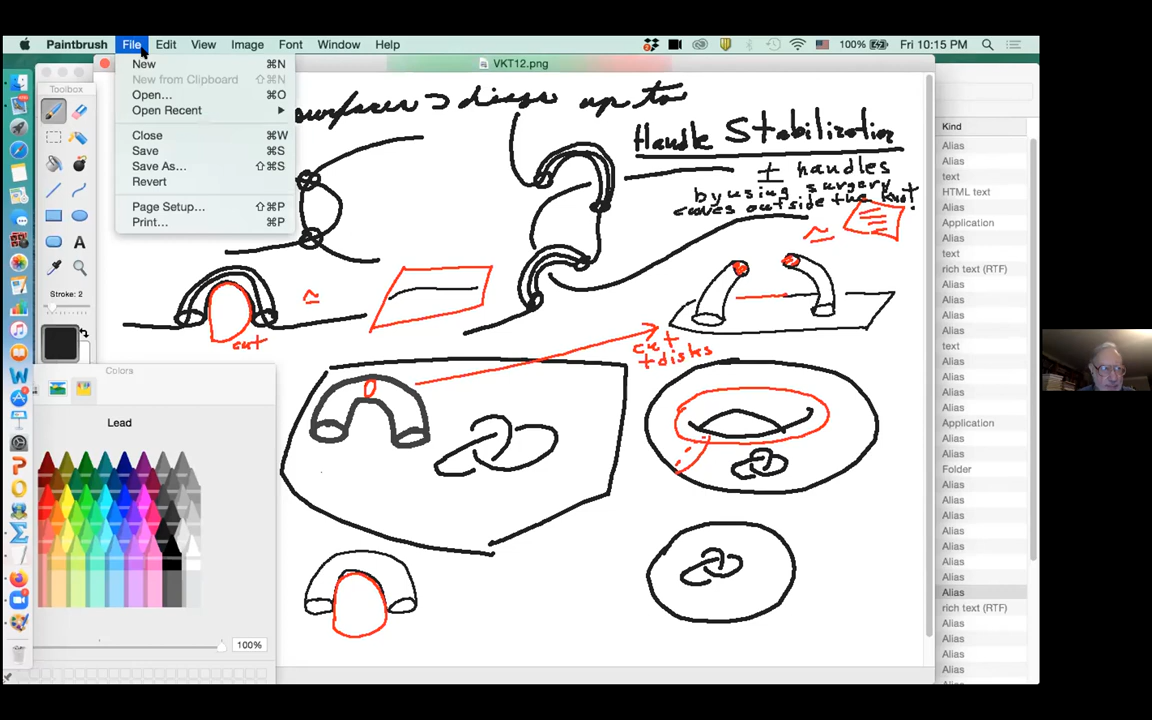 Paintbrush File Edit View Image Font Window Help 100% Fri 10:15 PM
VKT12.png
New ⌘N
New from Clipboard ⇧⌘N
Open... ⌘O
Open Recent
Close ⌘W
Save ⌘S
Save As... ⇧⌘S
Revert
Page Setup... ⇧⌘P
Print... ⌘P
Toolbox
A
Stroke: 2
Colors
Lead
100%
surfaces ⊃ diags up to
Handle Stabilization
± handles
by using surgery
curves outside the knot
≃
≃
cut
cut
+ disks
Kind
Alias
Alias
text
HTML text
Alias
Application
Alias
text
rich text (RTF)
Alias
Alias
Alias
Alias
text
Alias
Alias
Alias
Alias
Application
Alias
Alias
Folder
Alias
Alias
Alias
Alias
Alias
Alias
Alias
Alias
rich text (RTF)
Alias
Alias
Alias
Alias
Alias